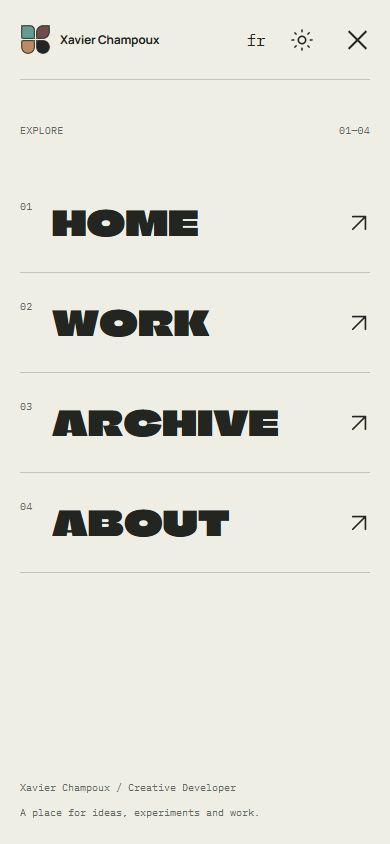 Xavier Champoux fr
EXPLORE 01—04
01
HOME
02
WORK
03
ARCHIVE
04
ABOUT
Xavier Champoux / Creative Developer
A place for ideas, experiments and work.